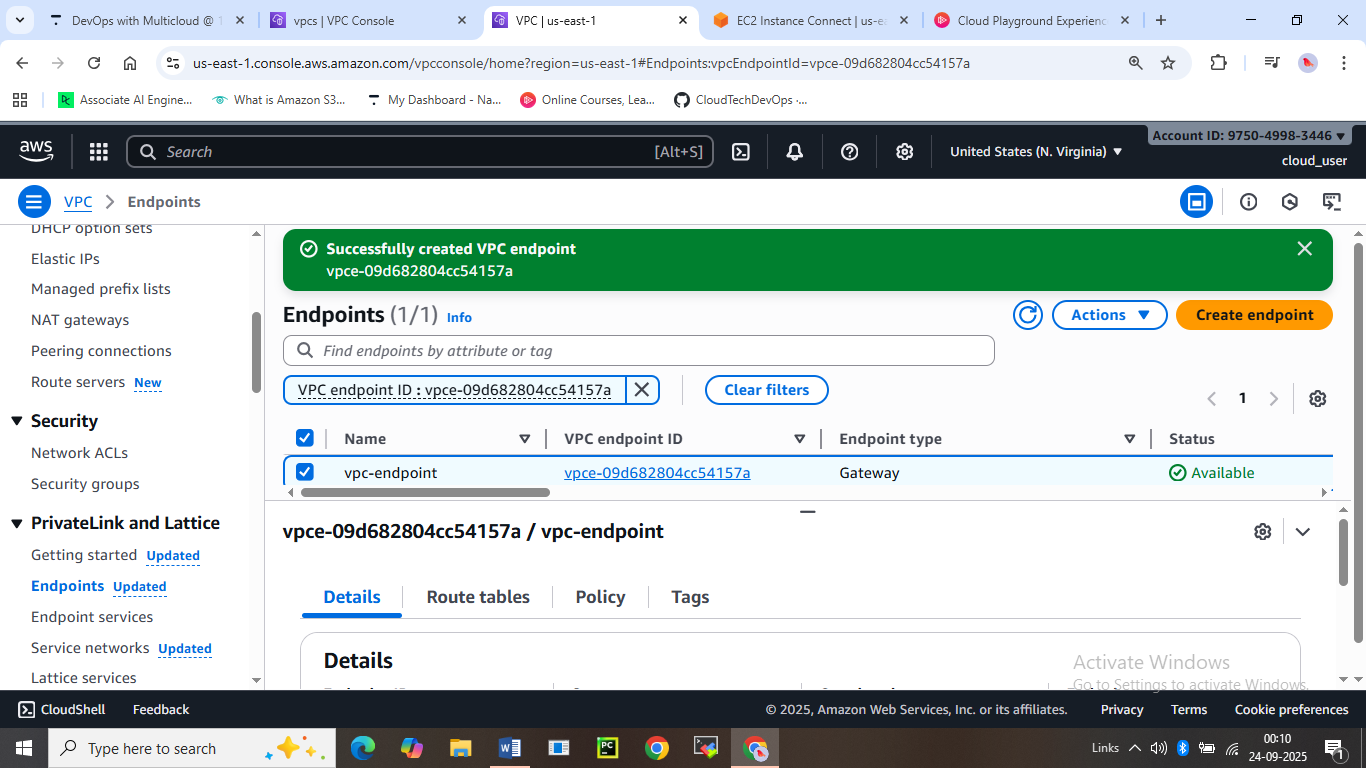 DevOps with Multicloud @ 1
vpcs | VPC Console
VPC | us-east-1
EC2 Instance Connect | us-ea
Cloud Playground Experienc
us-east-1.console.aws.amazon.com/vpcconsole/home?region=us-east-1#Endpoints:vpcEndpointId=vpce-09d682804cc54157a
Associate AI Engine...
What is Amazon S3...
My Dashboard - Na...
Online Courses, Lea...
CloudTechDevOps ·...
aws
Search
[Alt+S]
United States (N. Virginia)
Account ID: 9750-4998-3446
cloud_user
VPC
Endpoints
DHCP option sets
Elastic IPs
Managed prefix lists
NAT gateways
Peering connections
Route servers New
Security
Network ACLs
Security groups
PrivateLink and Lattice
Getting started Updated
Endpoints Updated
Endpoint services
Service networks Updated
Lattice services
Successfully created VPC endpoint
vpce-09d682804cc54157a
Endpoints (1/1) Info
Actions
Create endpoint
Find endpoints by attribute or tag
VPC endpoint ID : vpce-09d682804cc54157a
Clear filters
1
Name
VPC endpoint ID
Endpoint type
Status
vpc-endpoint
vpce-09d682804cc54157a
Gateway
Available
vpce-09d682804cc54157a / vpc-endpoint
Details
Route tables
Policy
Tags
Details
Activate Windows
Go to Settings to activate Windows.
CloudShell
Feedback
© 2025, Amazon Web Services, Inc. or its affiliates.
Privacy
Terms
Cookie preferences
Type here to search
Links
00:10
24-09-2025
1